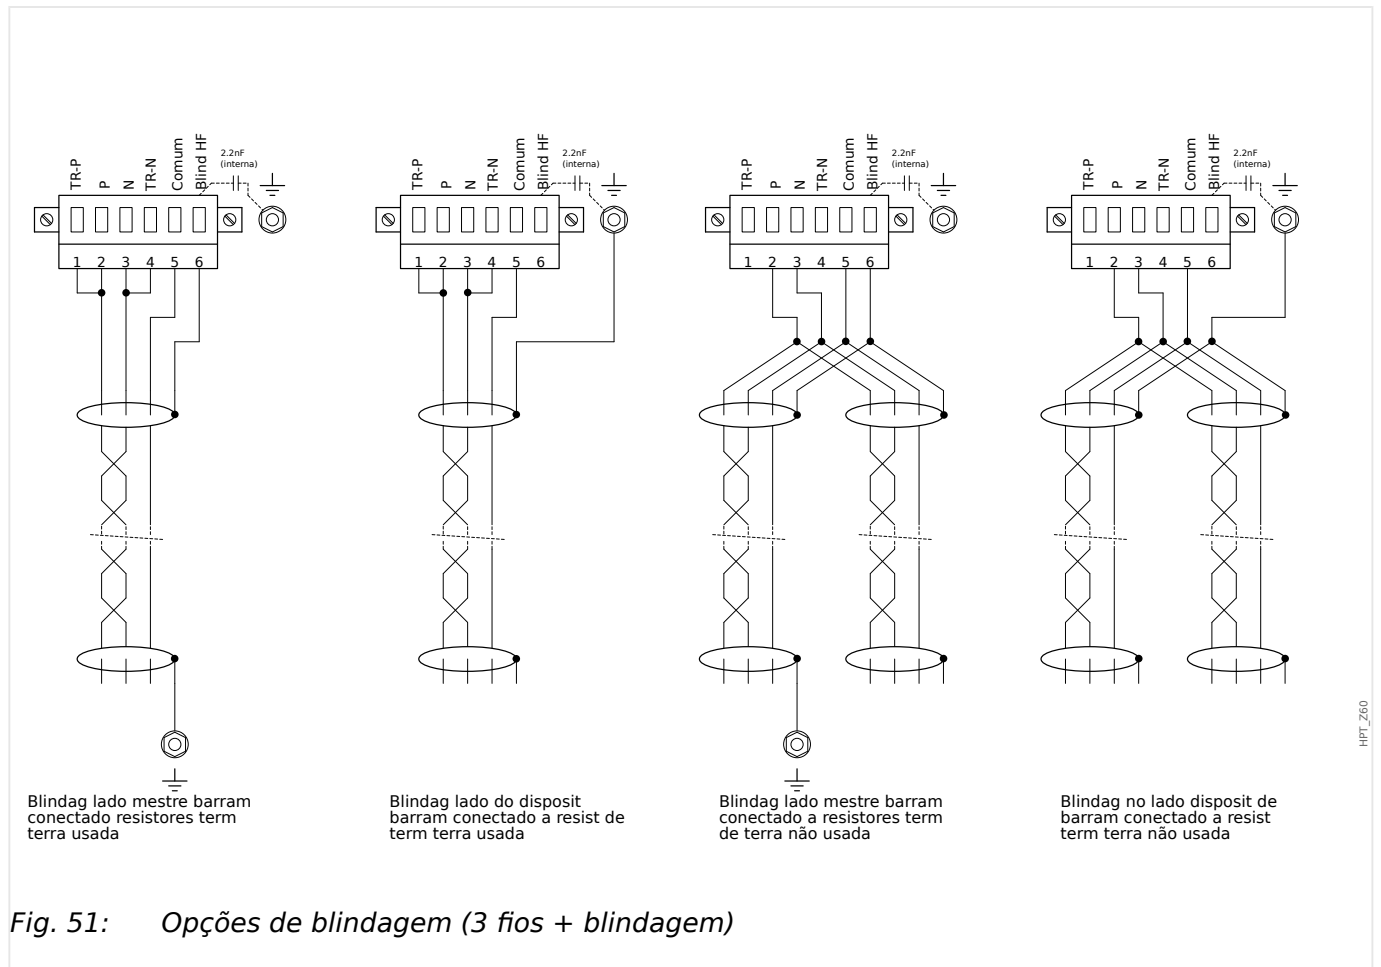 TR-P
P
N
TR-N
Comum
Blind HF
2.2nF
(interna)
1 2 3 4 5 6
TR-P
P
N
TR-N
Comum
Blind HF
2.2nF
(interna)
1 2 3 4 5 6
TR-P
P
N
TR-N
Comum
Blind HF
2.2nF
(interna)
1 2 3 4 5 6
TR-P
P
N
TR-N
Comum
Blind HF
2.2nF
(interna)
1 2 3 4 5 6
HPT_Z60
Blindag lado mestre barram
conectado resistores term
terra usada
Blindag lado do disposit
barram conectado a resist de
term terra usada
Blindag lado mestre barram
conectado a resistores term
de terra não usada
Blindag no lado disposit de
barram conectado a resist
term terra não usada
Fig. 51: Opções de blindagem (3 fios + blindagem)